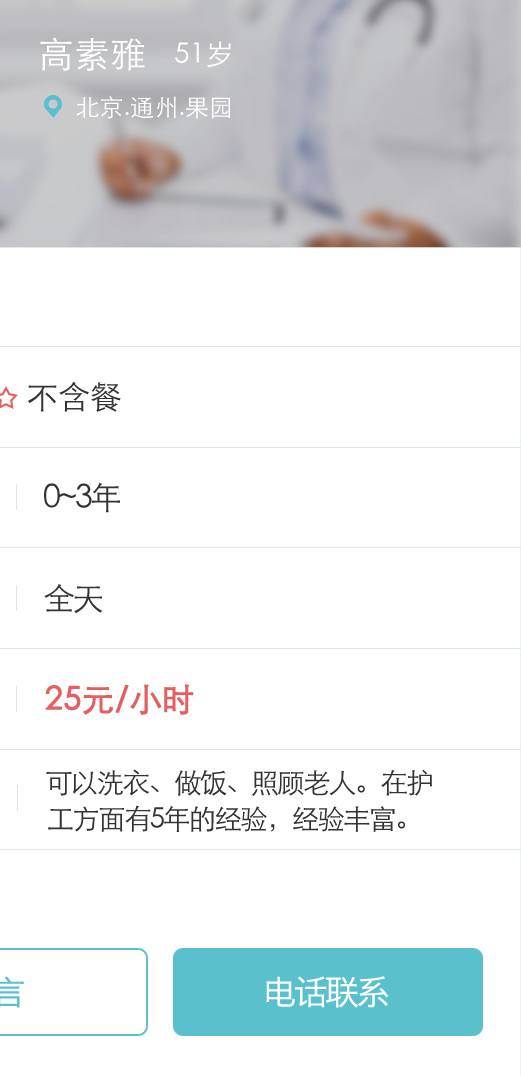 高素雅 51岁
北京.通州.果园
不含餐
0~3年
全天
25元/小时
可以洗衣、做饭、照顾老人。在护
工方面有5年的经验，经验丰富。
言 电话联系